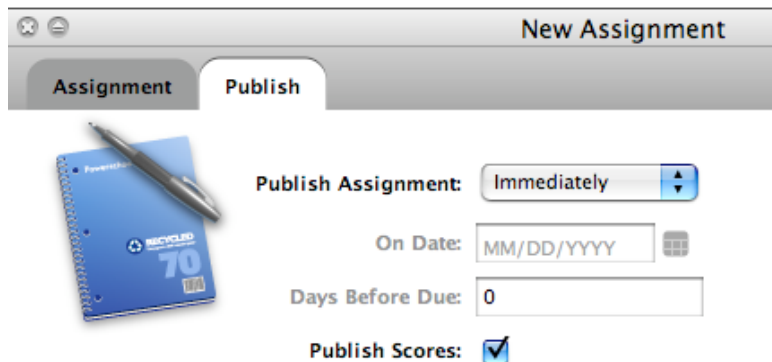 New Assignment
Assignment Publish
Publish Assignment: Immediately
On Date: MM/DD/YYYY
Days Before Due: 0
Publish Scores:
RECYCLED
70